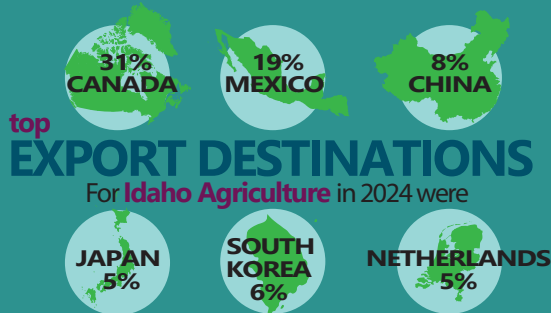 31%
CANADA
19%
MEXICO
8%
CHINA
top
EXPORT DESTINATIONS
For Idaho Agriculture in 2024 were
JAPAN
5%
SOUTH
KOREA
6%
NETHERLANDS
5%